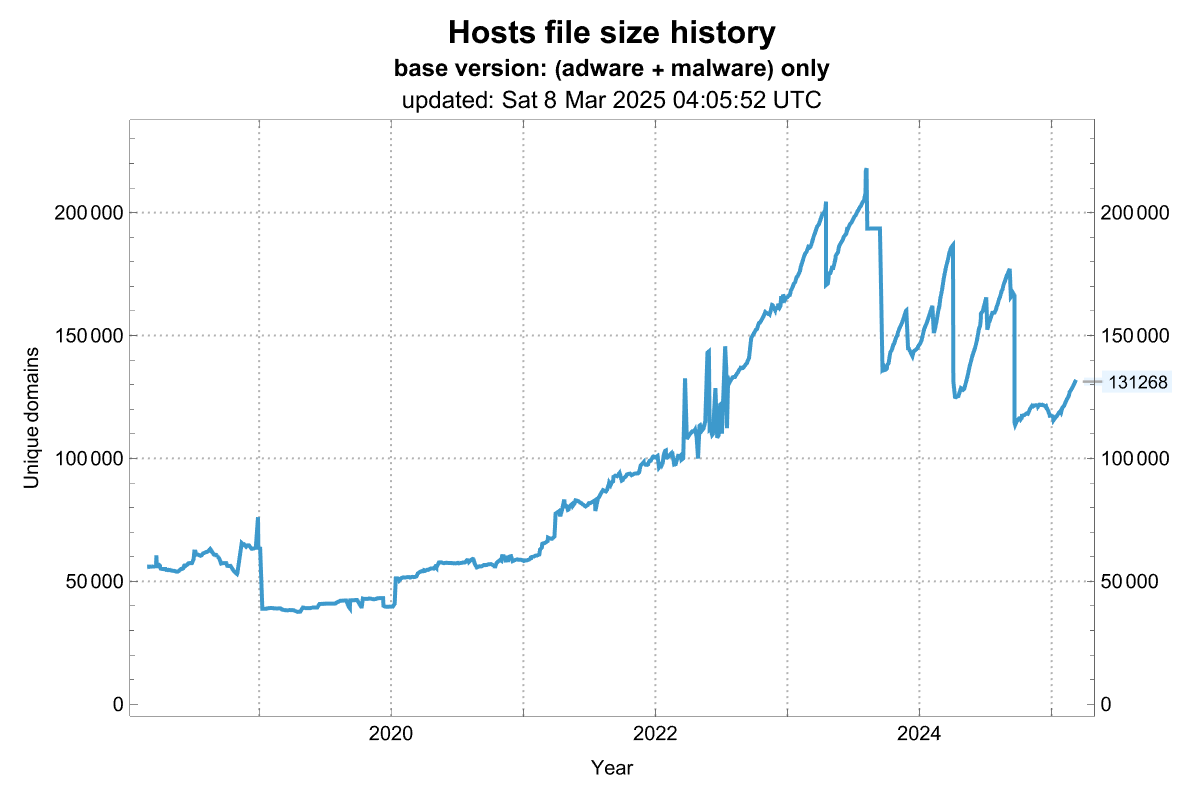 Hosts file size history
base version: (adware + malware) only
updated: Sat 8 Mar 2025 04:05:52 UTC
200 000
150 000
100 000
50 000
0
Unique domains
200 000
150 000
131268
100 000
50 000
0
2020
2022
2024
Year